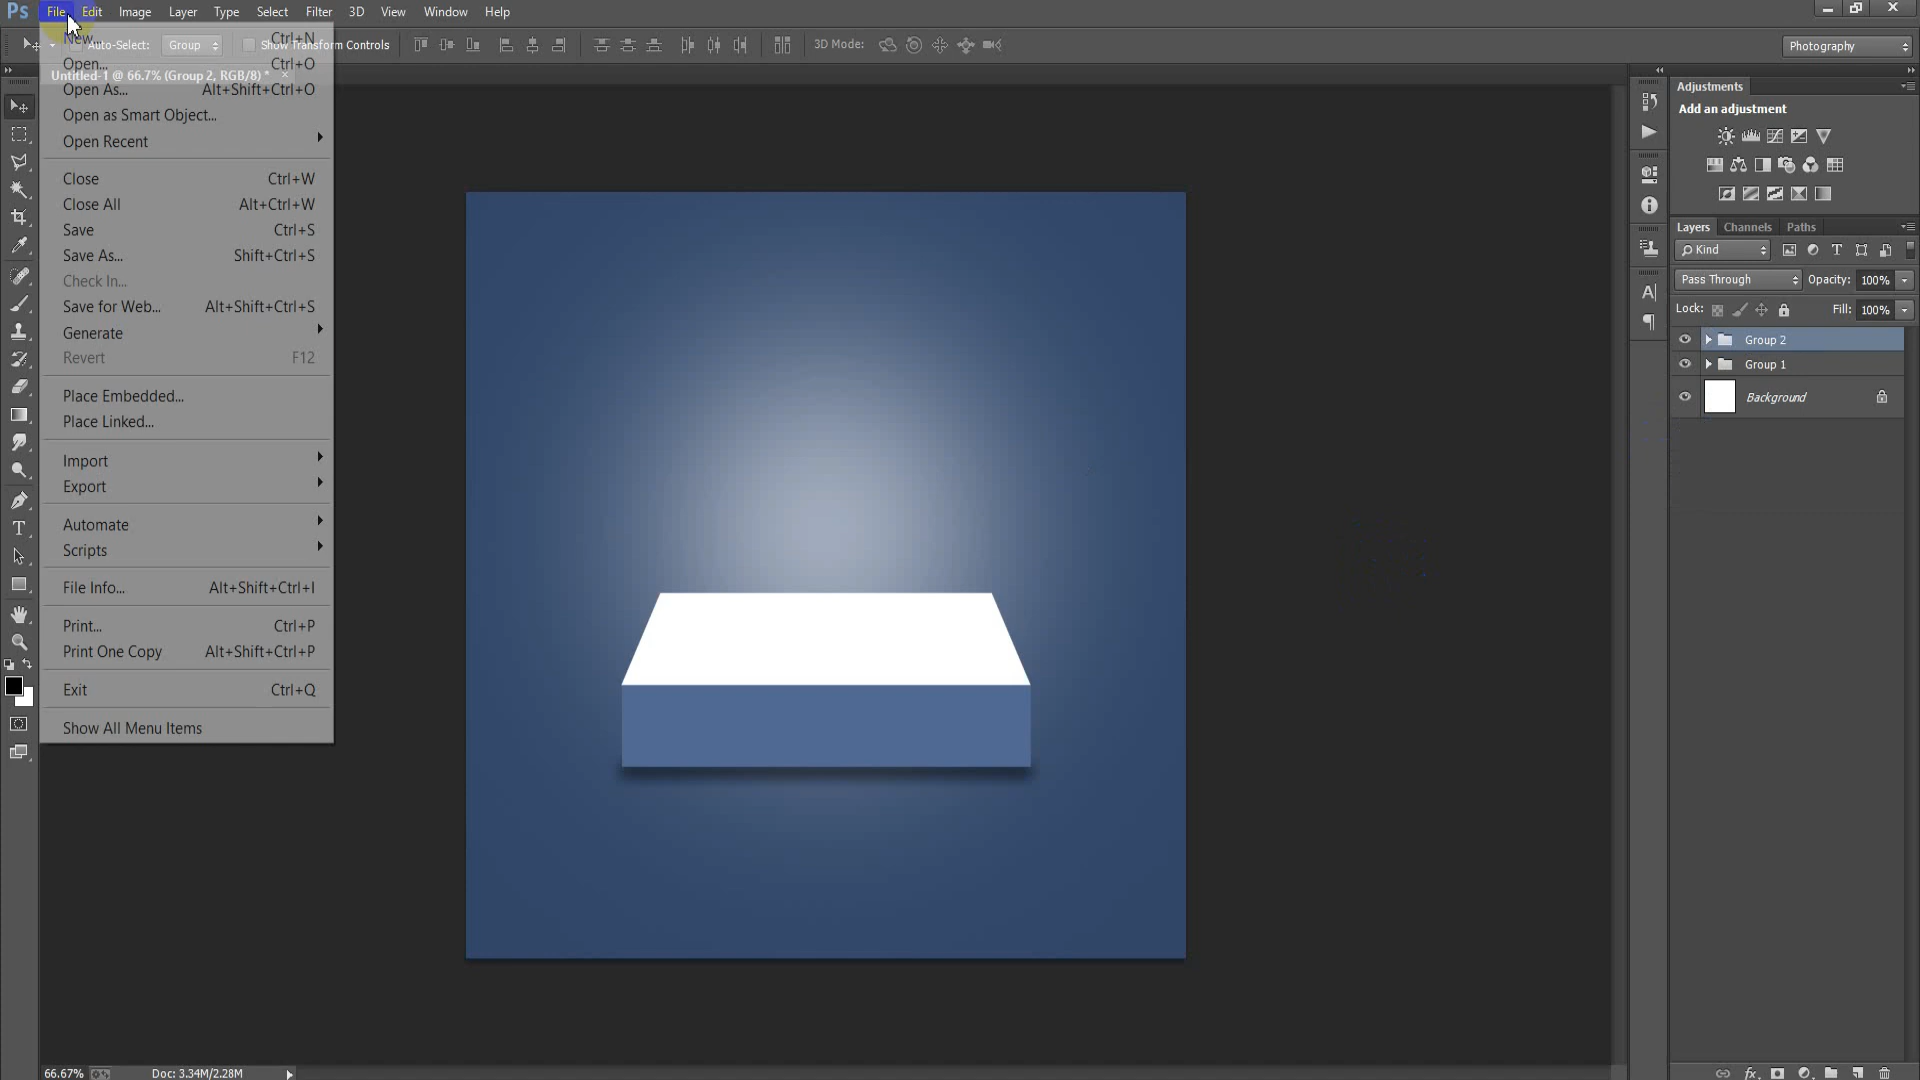 Ps File Edit Image Layer Type Select Filter 3D View Window Help
Auto-Select: Group Show Transform Controls 3D Mode: Photography
Untitled-1 @ 66.7% (Group 2, RGB/8) * ×
New... Ctrl+N
Open... Ctrl+O
Open As... Alt+Shift+Ctrl+O
Open as Smart Object...
Open Recent
Close Ctrl+W
Close All Alt+Ctrl+W
Save Ctrl+S
Save As... Shift+Ctrl+S
Check In...
Save for Web... Alt+Shift+Ctrl+S
Generate
Revert F12
Place Embedded...
Place Linked...
Import
Export
Automate
Scripts
File Info... Alt+Shift+Ctrl+I
Print... Ctrl+P
Print One Copy Alt+Shift+Ctrl+P
Exit Ctrl+Q
Show All Menu Items
Adjustments
Add an adjustment
Layers Channels Paths
Kind
Pass Through Opacity: 100%
Lock: Fill: 100%
Group 2
Group 1
Background
66.67% Doc: 3.34M/2.28M